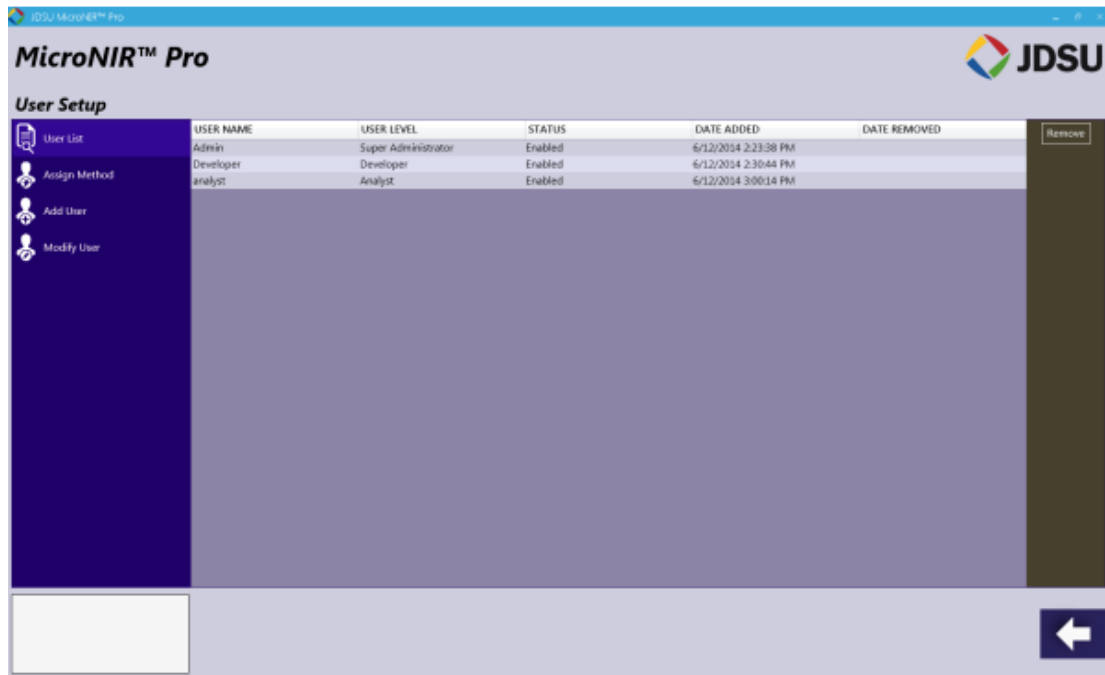 JDSU MicroNIR™ Pro
MicroNIR™ Pro
JDSU
User Setup
User List
Assign Method
Add User
Modify User
USER NAME USER LEVEL STATUS DATE ADDED DATE REMOVED
Admin Super Administrator Enabled 6/12/2014 2:23:38 PM
Developer Developer Enabled 6/12/2014 2:30:44 PM
analyst Analyst Enabled 6/12/2014 3:00:14 PM
Remove